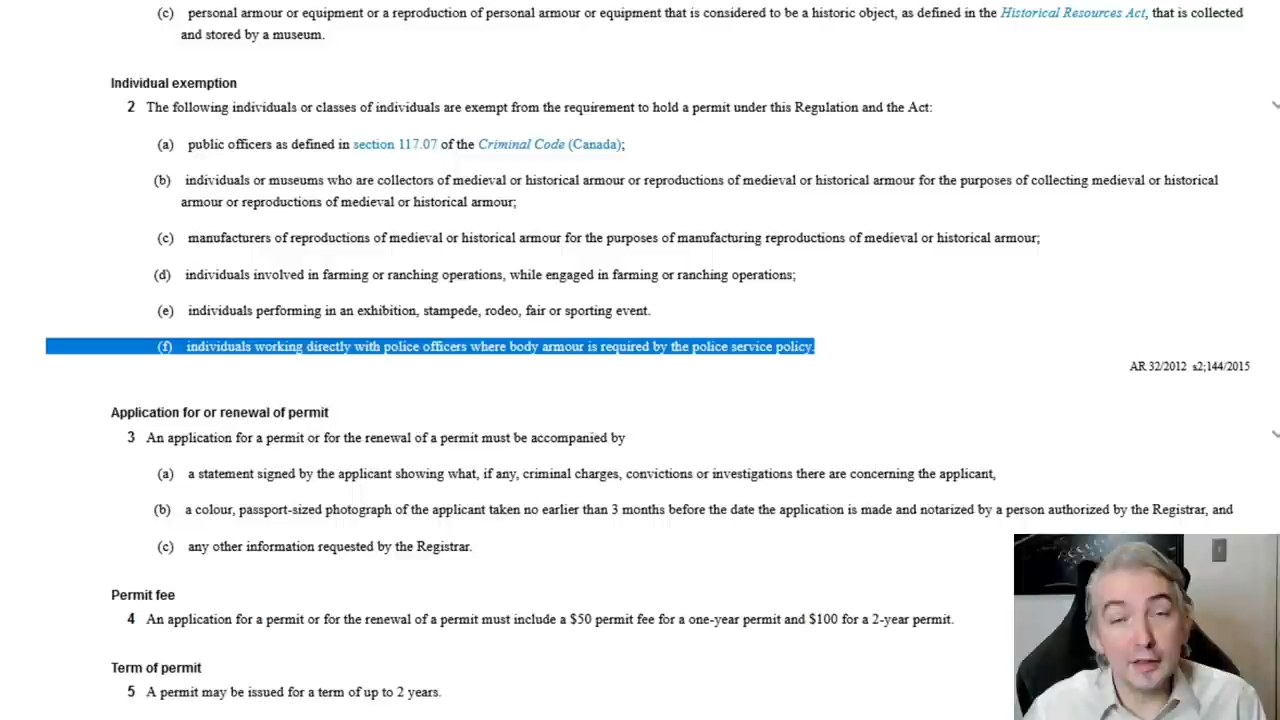 (c) personal armour or equipment or a reproduction of personal armour or equipment that is considered to be a historic object, as defined in the Historical Resources Act, that is collected
and stored by a museum.
Individual exemption
2 The following individuals or classes of individuals are exempt from the requirement to hold a permit under this Regulation and the Act:
(a) public officers as defined in section 117.07 of the Criminal Code (Canada);
(b) individuals or museums who are collectors of medieval or historical armour or reproductions of medieval or historical armour for the purposes of collecting medieval or historical
armour or reproductions of medieval or historical armour;
(c) manufacturers of reproductions of medieval or historical armour for the purposes of manufacturing reproductions of medieval or historical armour;
(d) individuals involved in farming or ranching operations, while engaged in farming or ranching operations;
(e) individuals performing in an exhibition, stampede, rodeo, fair or sporting event.
(f) individuals working directly with police officers where body armour is required by the police service policy.
AR 32/2012 s2;144/2015
Application for or renewal of permit
3 An application for a permit or for the renewal of a permit must be accompanied by
(a) a statement signed by the applicant showing what, if any, criminal charges, convictions or investigations there are concerning the applicant,
(b) a colour, passport-sized photograph of the applicant taken no earlier than 3 months before the date the application is made and notarized by a person authorized by the Registrar, and
(c) any other information requested by the Registrar.
Permit fee
4 An application for a permit or for the renewal of a permit must include a $50 permit fee for a one-year permit and $100 for a 2-year permit.
Term of permit
5 A permit may be issued for a term of up to 2 years.